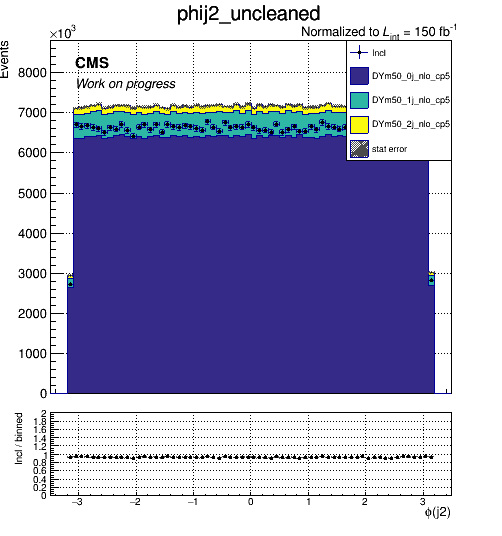 phij2_uncleaned
Normalized to L_int = 150 fb⁻¹
×10³
Events
CMS
Work on progress
Incl
DYm50_0j_nlo_cp5
DYm50_1j_nlo_cp5
DYm50_2j_nlo_cp5
stat error
8000
7000
6000
5000
4000
3000
2000
1000
0
Incl / binned
2
1.8
1.6
1.4
1.2
1
0.8
0.6
0.4
0.2
0
−3 −2 −1 0 1 2 3
ϕ(j2)